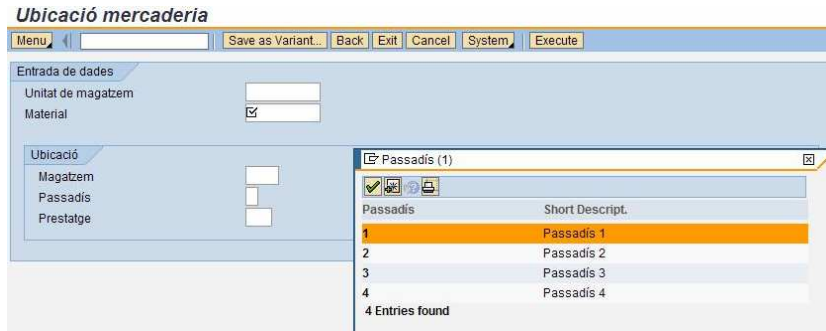 Ubicació mercaderia
Menu Save as Variant... Back Exit Cancel System Execute
Entrada de dades
Unitat de magatzem
Material
Ubicació
Magatzem
Passadís
Prestatge
Passadís (1)
Passadís Short Descript.
1 Passadís 1
2 Passadís 2
3 Passadís 3
4 Passadís 4
4 Entries found